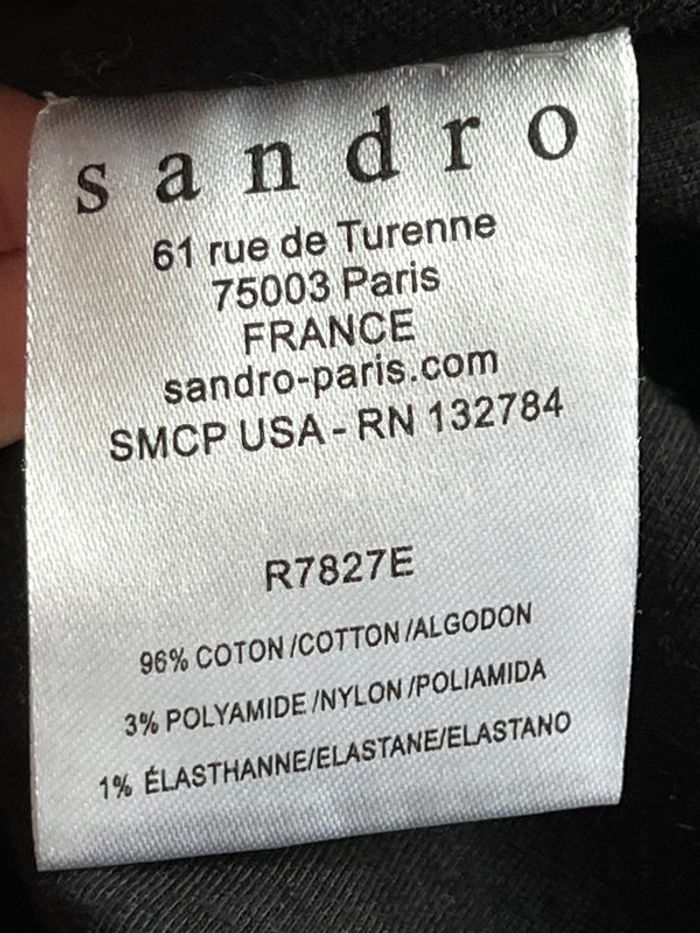 sandro
61 rue de Turenne
75003 Paris
FRANCE
sandro-paris.com
SMCP USA - RN 132784
R7827E
96% COTON /COTTON /ALGODON
3% POLYAMIDE /NYLON /POLIAMIDA
1% ÉLASTHANNE/ELASTANE/ELASTANO